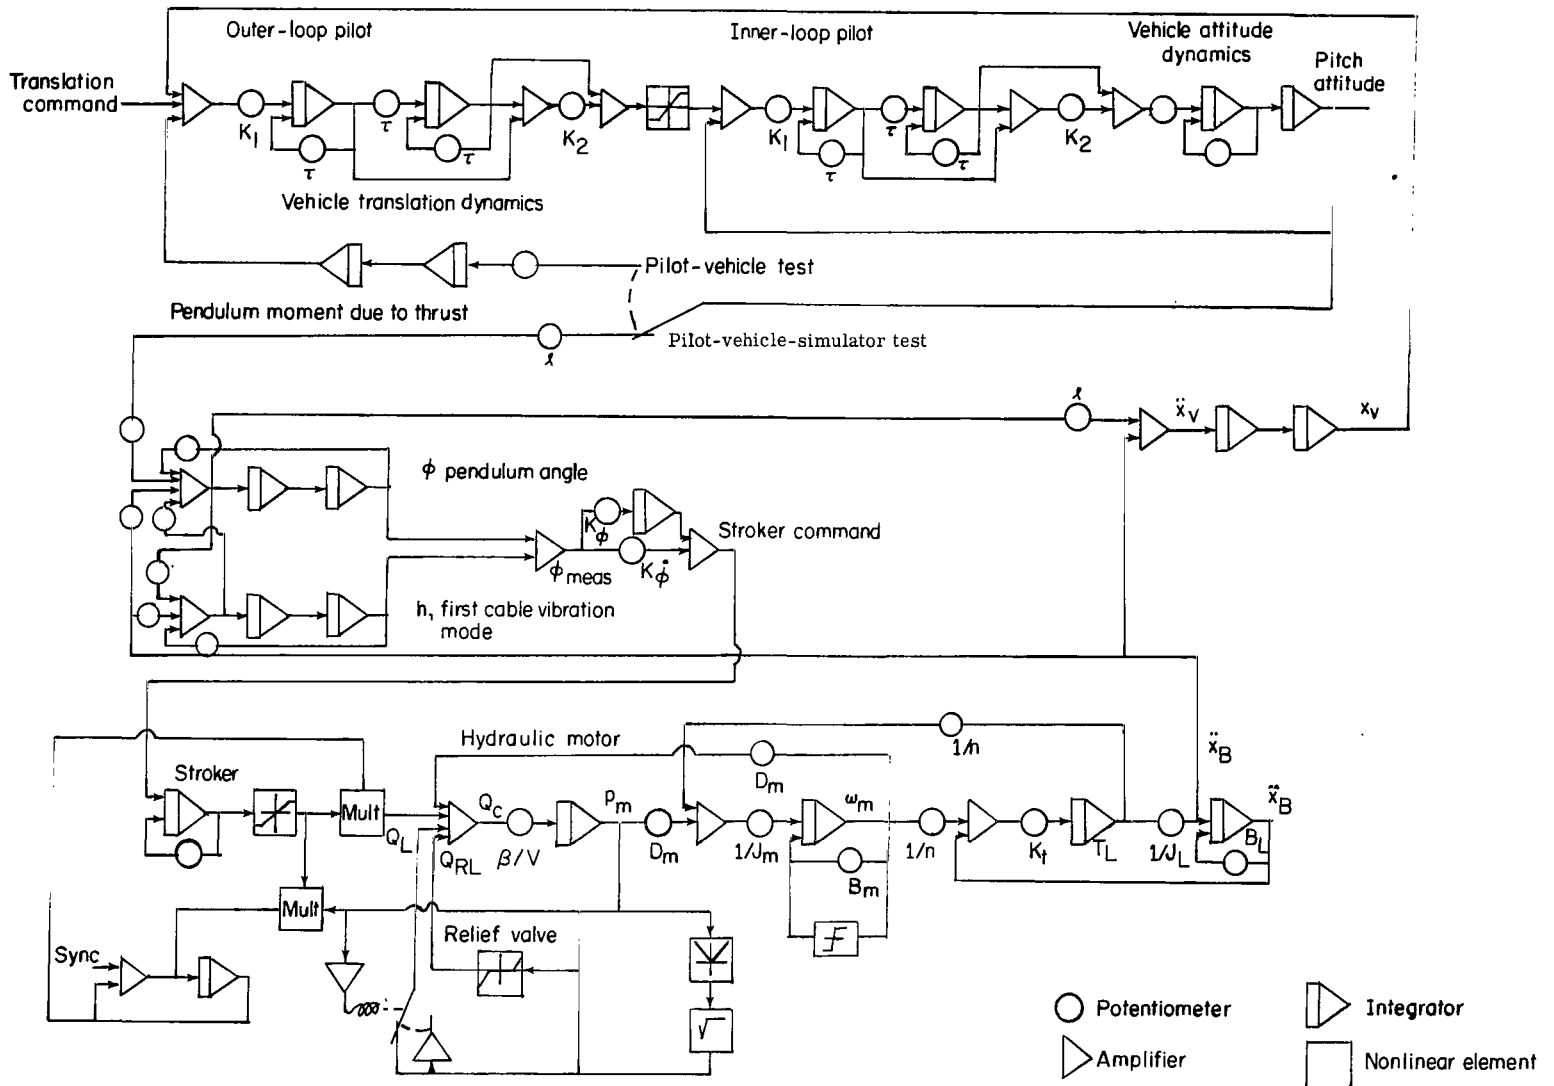 Outer-loop pilot
Inner-loop pilot
Vehicle attitude
dynamics
Pitch
attitude
Translation
command
K1
τ
τ
τ
K2
K1
τ
τ
τ
K2
Vehicle translation dynamics
Pilot-vehicle test
Pendulum moment due to thrust
Pilot-vehicle-simulator test
ℓ
ℓ
ẍV
xV
ϕ pendulum angle
Kϕ
Stroker command
ϕmeas
Kϕ̇
h, first cable vibration
mode
Hydraulic motor
1/n
ẍB
Dm
Stroker
Mult
QL
Qc
QRL
β/V
pm
Dm
1/Jm
ωm
Bm
1/n
Kt
TL
1/JL
BL
ẍB
Mult
Relief valve
Sync
√
Potentiometer
Integrator
Amplifier
Nonlinear element